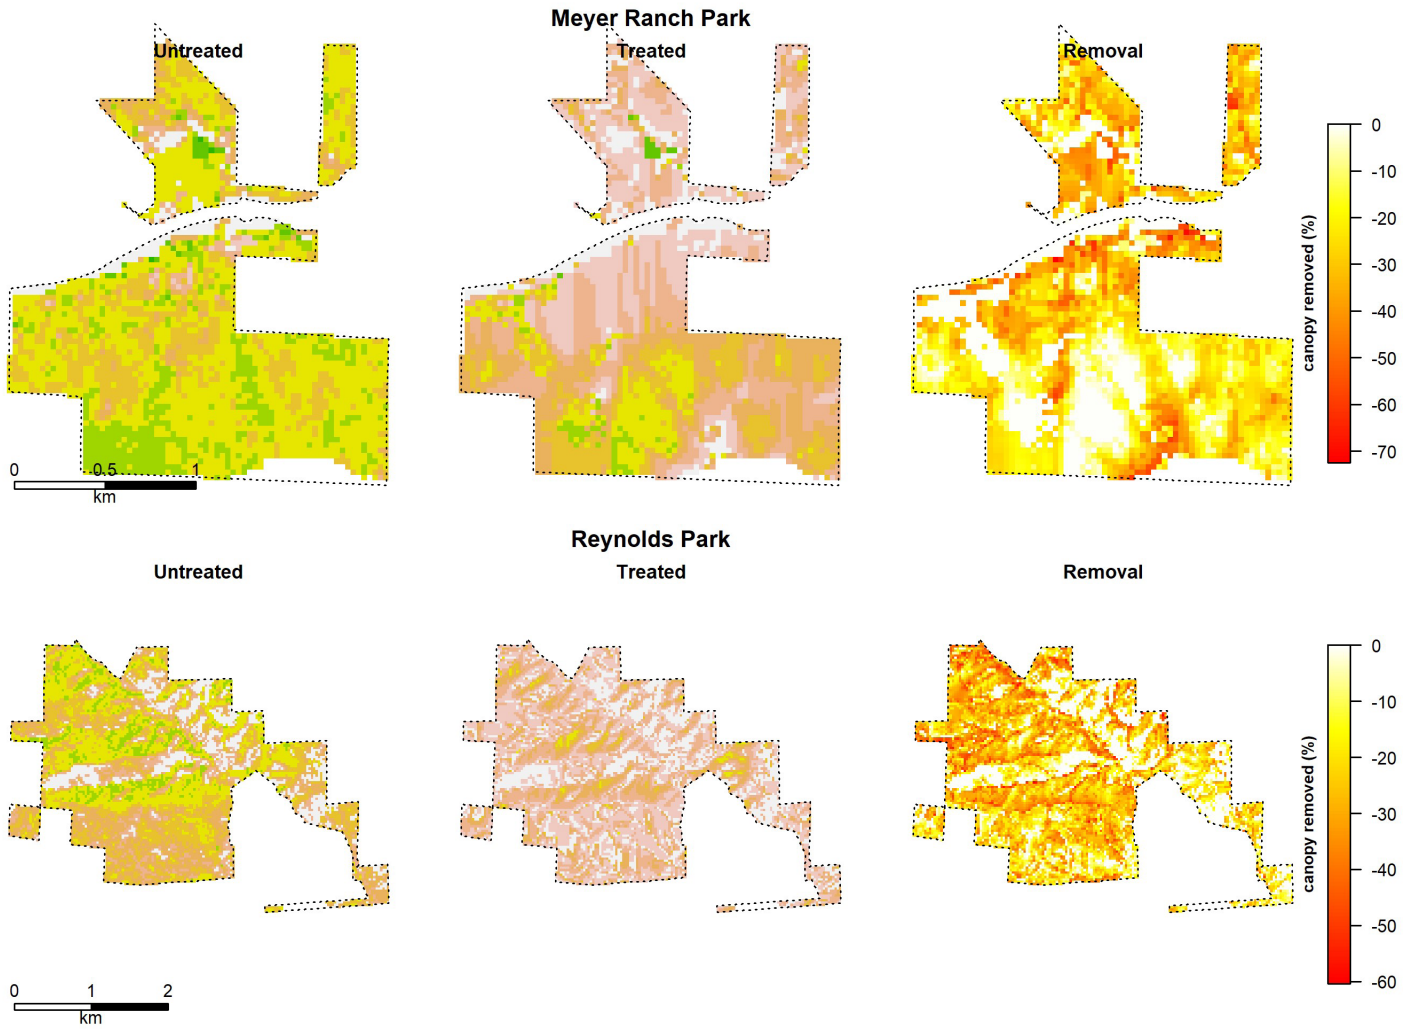 Meyer Ranch Park
Untreated
Treated
Removal
0
-10
-20
-30
-40
-50
-60
-70
canopy removed (%)
0 0.5 1
km
Reynolds Park
Untreated
Treated
Removal
0
-10
-20
-30
-40
-50
-60
canopy removed (%)
0 1 2
km